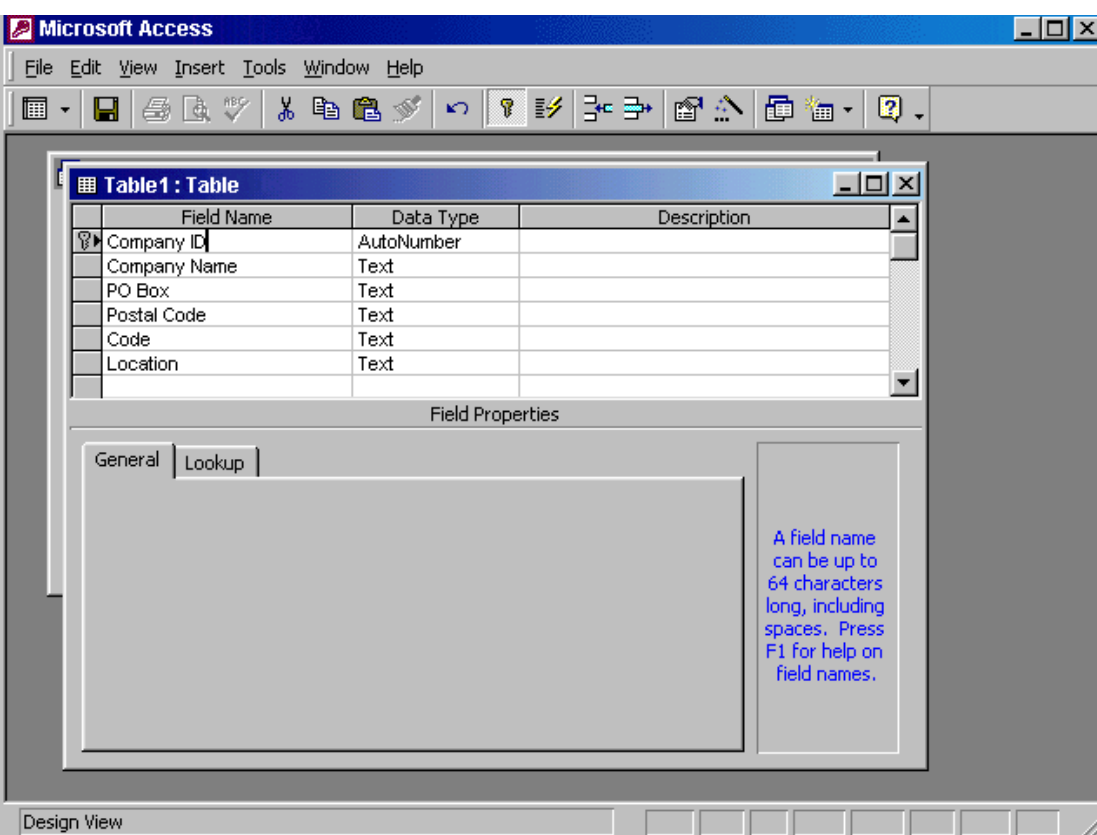 Microsoft Access
File Edit View Insert Tools Window Help
ABC
Table1 : Table
Field Name Data Type Description
Company ID AutoNumber
Company Name Text
PO Box Text
Postal Code Text
Code Text
Location Text
Field Properties
General Lookup
A field name
can be up to
64 characters
long, including
spaces. Press
F1 for help on
field names.
Design View